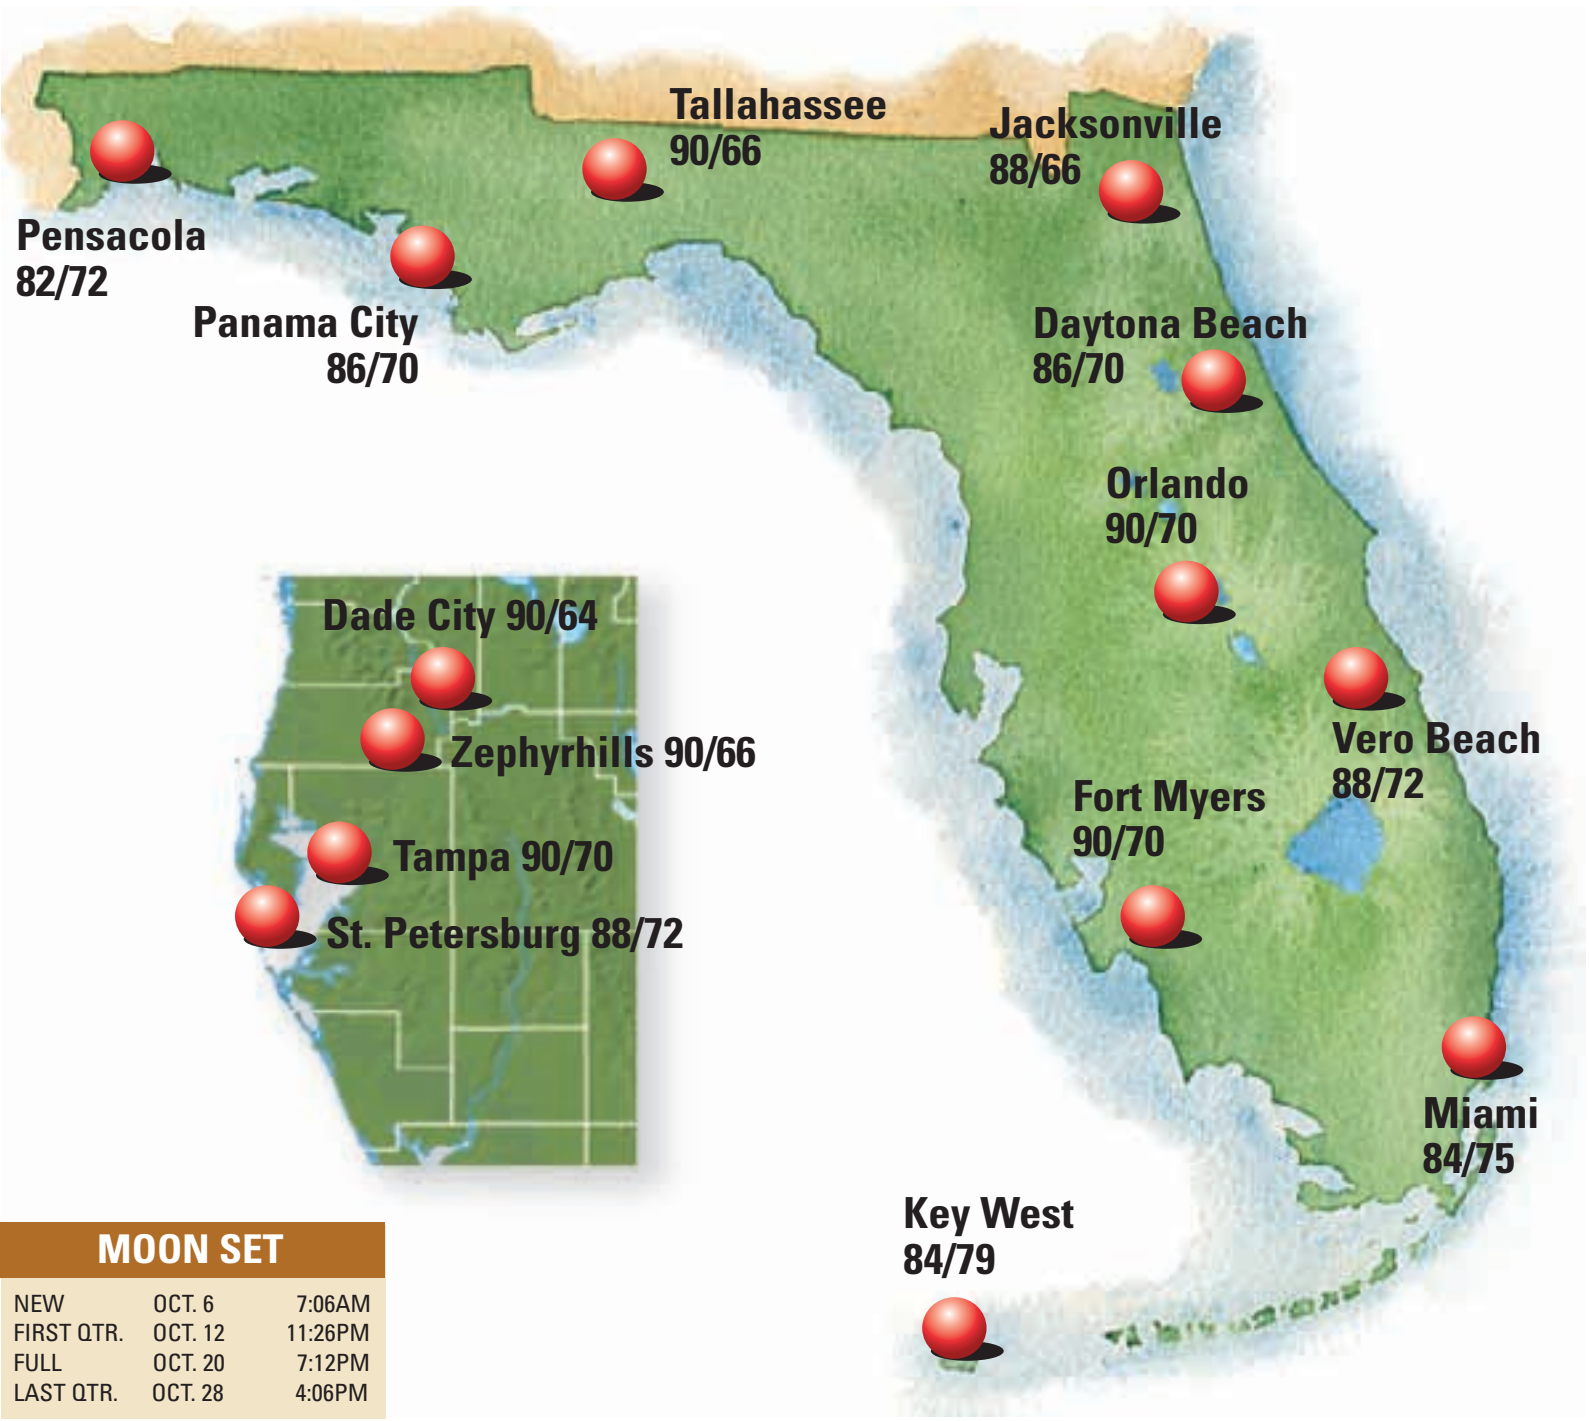 Tallahassee
90/66
Jacksonville
88/66
Pensacola
82/72
Panama City
86/70
Daytona Beach
86/70
Orlando
90/70
Dade City 90/64
Zephyrhills 90/66
Tampa 90/70
St. Petersburg 88/72
Vero Beach
88/72
Fort Myers
90/70
Miami
84/75
Key West
84/79
MOON SET
NEW OCT. 6 7:06AM
FIRST QTR. OCT. 12 11:26PM
FULL OCT. 20 7:12PM
LAST QTR. OCT. 28 4:06PM